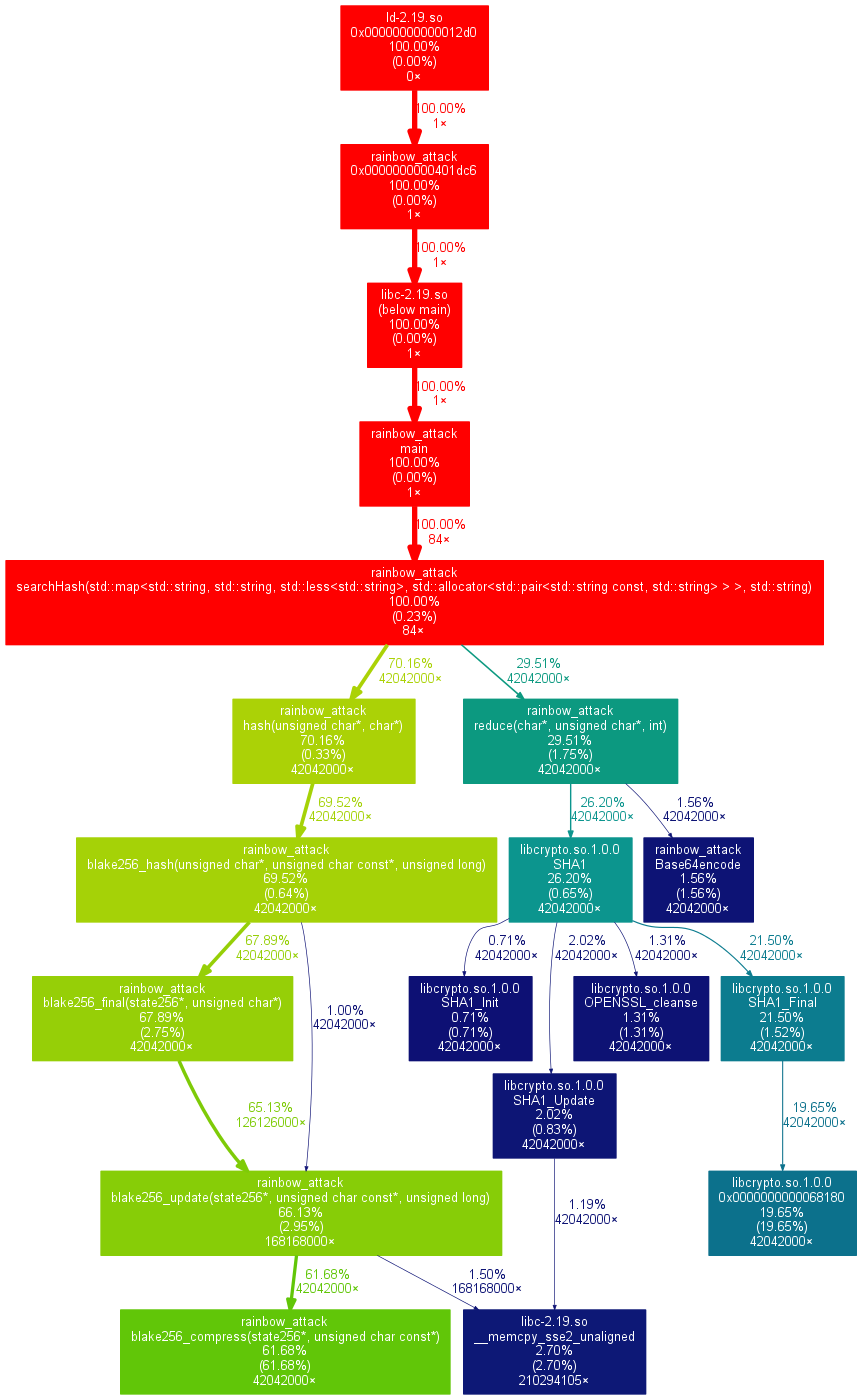 ld-2.19.so
0x00000000000012d0
100.00%
(0.00%)
0×
100.00%
1×
rainbow_attack
0x0000000000401dc6
100.00%
(0.00%)
1×
100.00%
1×
libc-2.19.so
(below main)
100.00%
(0.00%)
1×
100.00%
1×
rainbow_attack
main
100.00%
(0.00%)
1×
100.00%
84×
rainbow_attack
searchHash(std::map<std::string, std::string, std::less<std::string>, std::allocator<std::pair<std::string const, std::string> > >, std::string)
100.00%
(0.23%)
84×
70.16%
42042000×
29.51%
42042000×
rainbow_attack
hash(unsigned char*, char*)
70.16%
(0.33%)
42042000×
rainbow_attack
reduce(char*, unsigned char*, int)
29.51%
(1.75%)
42042000×
69.52%
42042000×
26.20%
42042000×
1.56%
42042000×
rainbow_attack
blake256_hash(unsigned char*, unsigned char const*, unsigned long)
69.52%
(0.64%)
42042000×
libcrypto.so.1.0.0
SHA1
26.20%
(0.65%)
42042000×
rainbow_attack
Base64encode
1.56%
(1.56%)
42042000×
67.89%
42042000×
1.00%
42042000×
0.71%
42042000×
2.02%
42042000×
1.31%
42042000×
21.50%
42042000×
rainbow_attack
blake256_final(state256*, unsigned char*)
67.89%
(2.75%)
42042000×
libcrypto.so.1.0.0
SHA1_Init
0.71%
(0.71%)
42042000×
libcrypto.so.1.0.0
OPENSSL_cleanse
1.31%
(1.31%)
42042000×
libcrypto.so.1.0.0
SHA1_Final
21.50%
(1.52%)
42042000×
65.13%
126126000×
libcrypto.so.1.0.0
SHA1_Update
2.02%
(0.83%)
42042000×
19.65%
42042000×
rainbow_attack
blake256_update(state256*, unsigned char const*, unsigned long)
66.13%
(2.95%)
168168000×
1.19%
42042000×
libcrypto.so.1.0.0
0x0000000000068180
19.65%
(19.65%)
42042000×
61.68%
42042000×
1.50%
168168000×
rainbow_attack
blake256_compress(state256*, unsigned char const*)
61.68%
(61.68%)
42042000×
libc-2.19.so
__memcpy_sse2_unaligned
2.70%
(2.70%)
210294105×